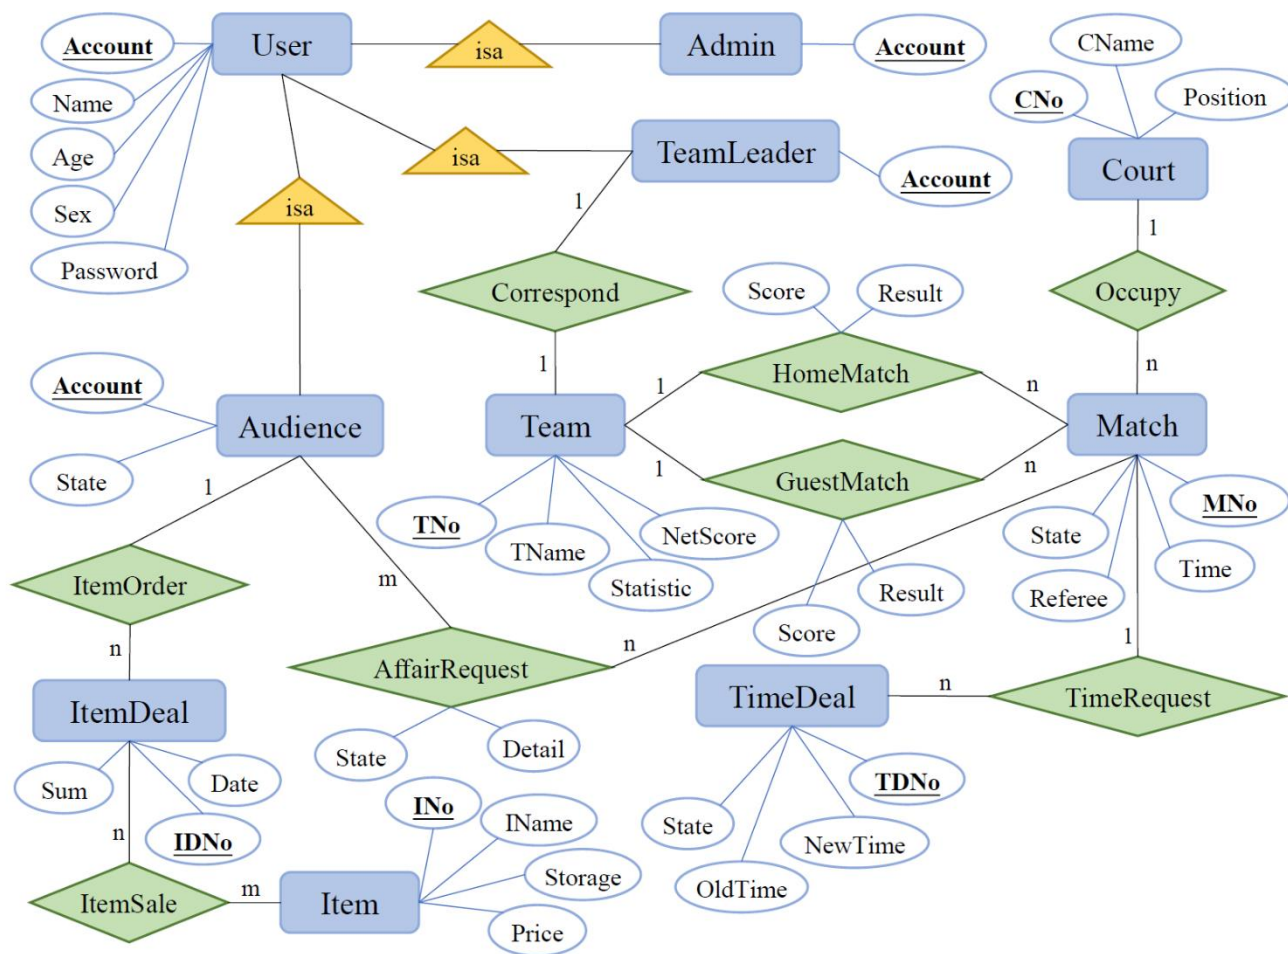 Account
User
isa
Admin
Account
CName
CNo
Position
Name
Age
Sex
Password
isa
isa
TeamLeader
Account
Court
1
1
Correspond
Score
Result
Occupy
1
n
1
HomeMatch
n
Account
State
Audience
Team
Match
1
GuestMatch
n
1
TNo
TName
Statistic
NetScore
MNo
State
Time
Referee
Result
Score
ItemOrder
m
n
n
1
AffairRequest
ItemDeal
TimeDeal
n
TimeRequest
State
Detail
Sum
Date
IDNo
n
INo
IName
Storage
Price
TDNo
State
NewTime
OldTime
ItemSale
m
Item